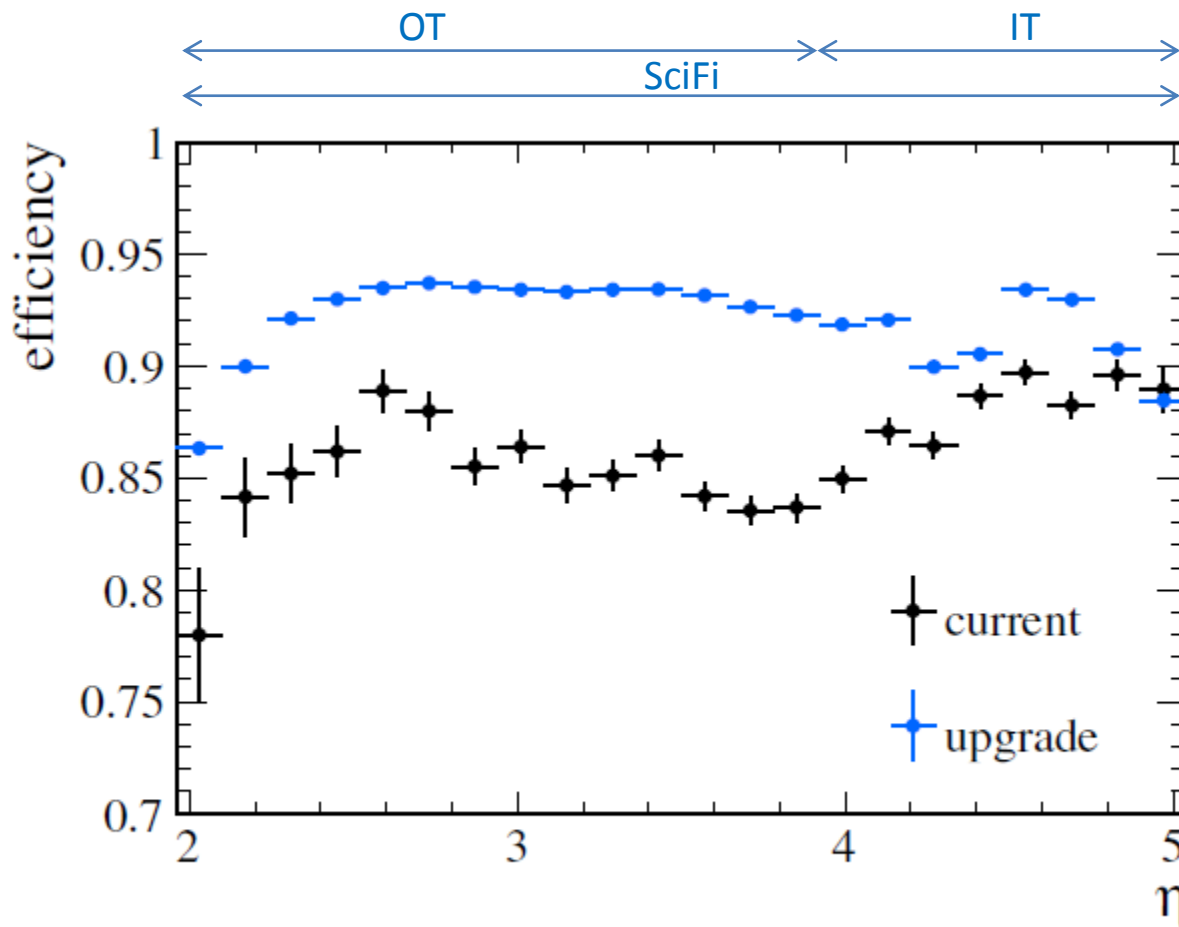 OT IT
SciFi
efficiency
1
0.95
0.9
0.85
0.8
0.75
0.7
current
upgrade
2 3 4 5
η